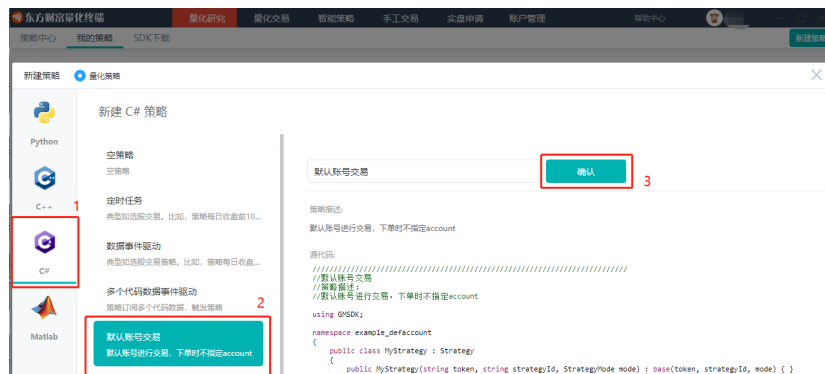 东方财富量化终端 量化研究 量化交易 智能策略 手工交易 实盘申请 账户管理 帮助中心
策略中心 我的策略 SDK下载 新建策略
新建策略 量化策略
新建 C# 策略
Python
C++
C#
Matlab
1
空策略
空策略
定时任务
典型如选股交易。比如，策略每日收盘前10...
数据事件驱动
典型如选股交易策略。比如，策略每日收盘...
多个代码数据事件驱动
策略订阅多个代码数据，触发策略
2
默认账号交易
默认账号进行交易，下单时不指定account
默认账号交易 确认
3
策略描述:
默认账号进行交易，下单时不指定account
源代码:
///////////////////////////////////////////////////////////////////////////
//默认账号交易
//策略描述：
//默认账号进行交易，下单时不指定account
using GMSDK;
namespace example_defaccount
{
public class MyStrategy : Strategy
{
public MyStrategy(string token, string strategyId, StrategyMode mode) : base(token, strategyId, mode) { }